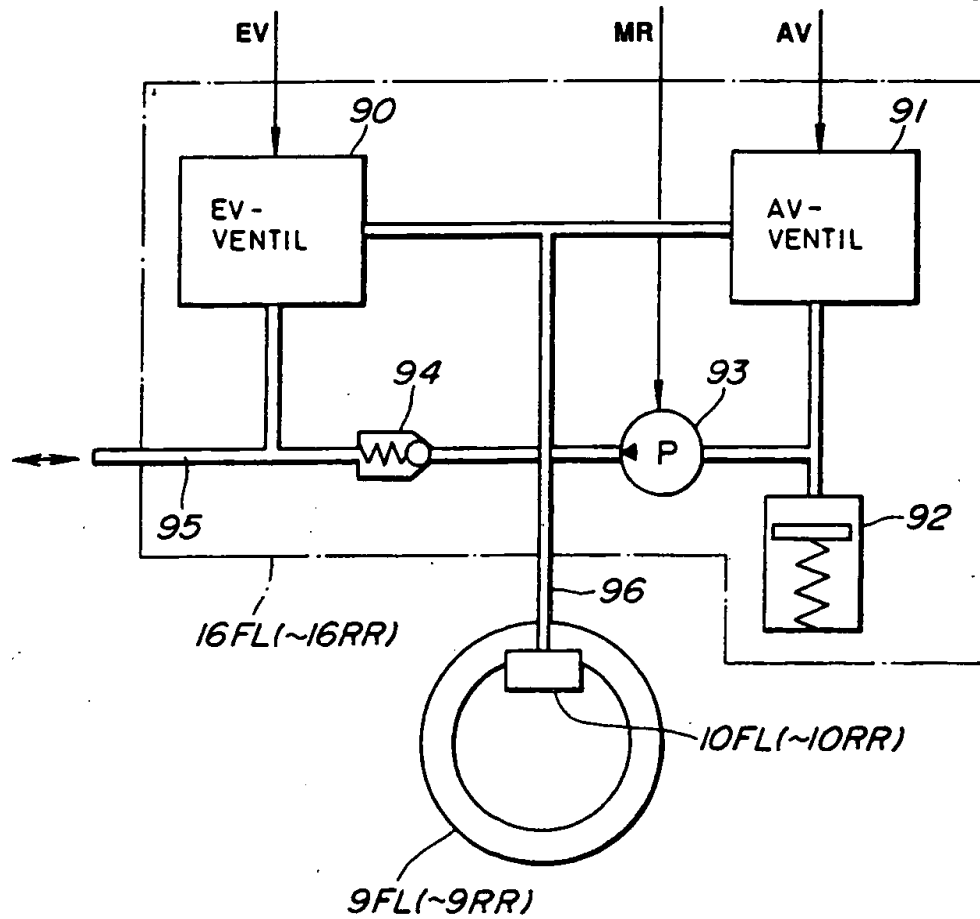 EV
MR
AV
90
91
EV-
VENTIL
AV-
VENTIL
94
93
P
95
92
96
16FL(~16RR)
10FL(~10RR)
9FL(~9RR)